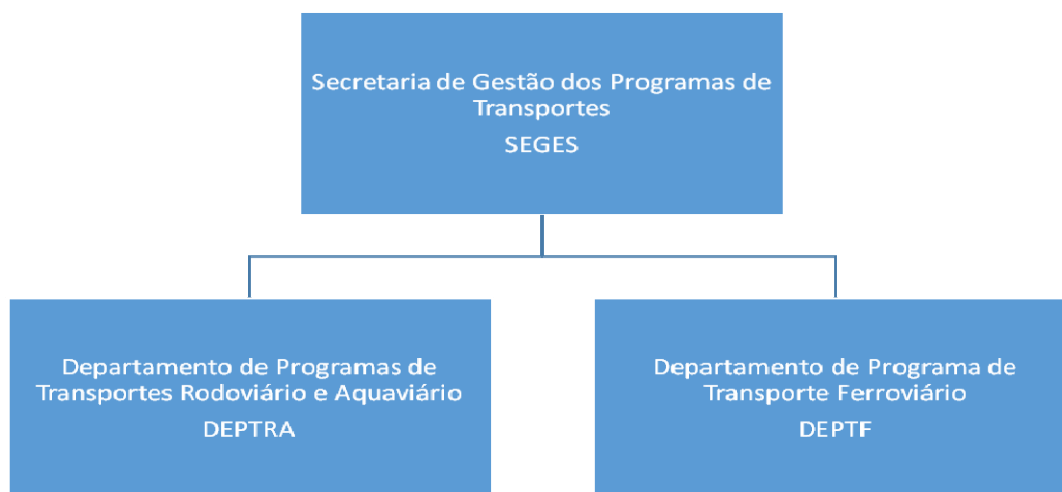 Secretaria de Gestão dos Programas de
Transportes
SEGES
Departamento de Programas de
Transportes Rodoviário e Aquaviário
DEPTRA
Departamento de Programa de
Transporte Ferroviário
DEPTF